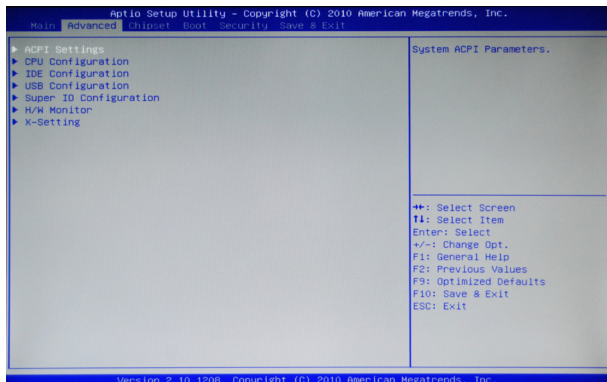 Aptio Setup Utility – Copyright (C) 2010 American Megatrends, Inc.
Main Advanced Chipset Boot Security Save & Exit
▶ ACPI Settings
▶ CPU Configuration
▶ IDE Configuration
▶ USB Configuration
▶ Super IO Configuration
▶ H/W Monitor
▶ X-Setting
System ACPI Parameters.
→←: Select Screen
↑↓: Select Item
Enter: Select
+/-: Change Opt.
F1: General Help
F2: Previous Values
F9: Optimized Defaults
F10: Save & Exit
ESC: Exit
Version 2.10.1208. Copyright (C) 2010 American Megatrends, Inc.